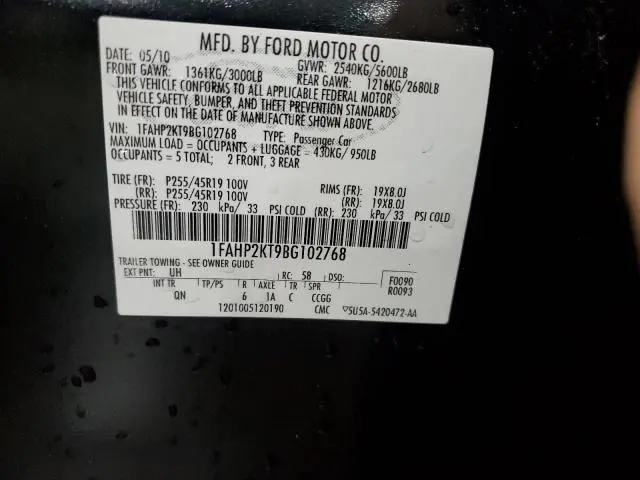 MFD. BY FORD MOTOR CO.
DATE: 05/10 GVWR: 2540KG/5600LB
FRONT GAWR: 1361KG/3000LB REAR GAWR: 1216KG/2680LB
THIS VEHICLE CONFORMS TO ALL APPLICABLE FEDERAL MOTOR
VEHICLE SAFETY, BUMPER, AND THEFT PREVENTION STANDARDS
IN EFFECT ON THE DATE OF MANUFACTURE SHOWN ABOVE.
VIN: 1FAHP2KT9BG102768 TYPE: Passenger Car
MAXIMUM LOAD = OCCUPANTS + LUGGAGE = 430KG/ 950LB
OCCUPANTS = 5 TOTAL; 2 FRONT, 3 REAR
TIRE (FR): P255/45R19 100V RIMS (FR): 19X8.0J
(RR): P255/45R19 100V (RR): 19X8.0J
PRESSURE (FR): 230 kPa/ 33 PSI COLD (RR): 230 kPa/ 33 PSI COLD
1FAHP2KT9BG102768
TRAILER TOWING - SEE OWNER GUIDE
EXT PNT: UH RC: 58 DSO: F0090
INT TR TP/PS R AXLE TR SPR R0093
QN 6 1A C CCGG
1201005120190 CMC ▽5U5A-5420472-AA